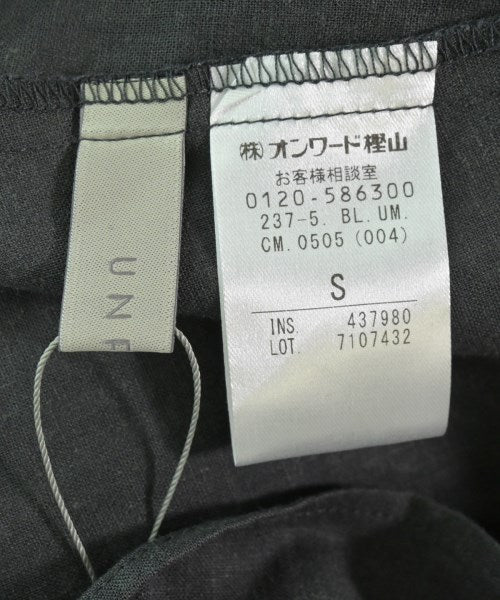 (株)オンワード樫山
お客様相談室
0120-586300
237-5. BL. UM.
CM. 0505 (004)
S
INS. 437980
LOT. 7107432
UNF